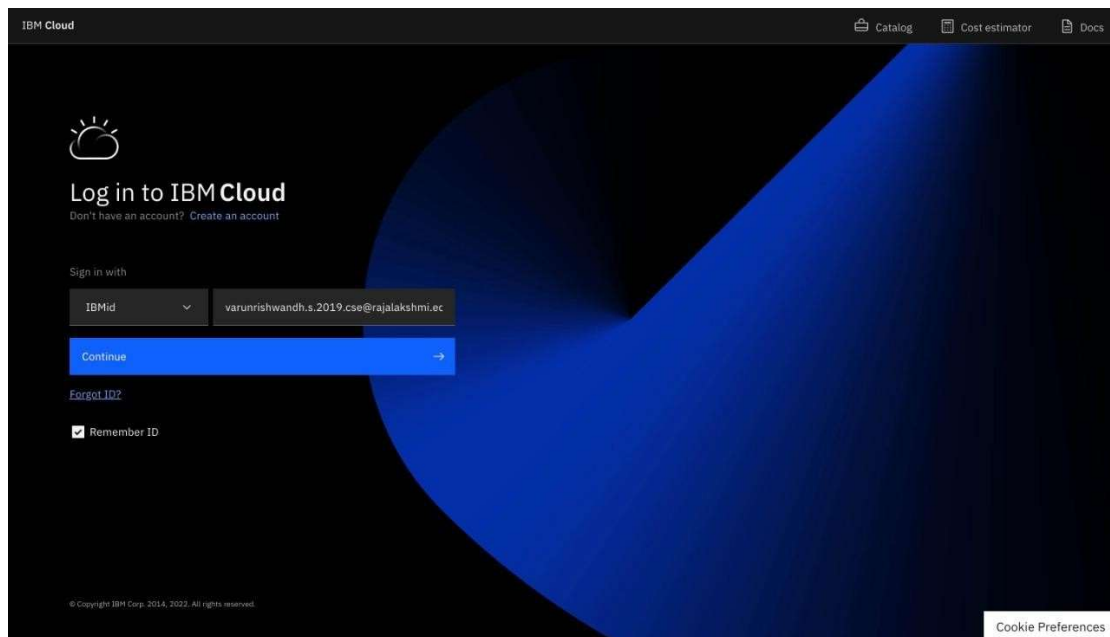 IBM Cloud
Catalog
Cost estimator
Docs
Log in to IBM Cloud
Don't have an account? Create an account
Sign in with
IBMid
varunrishwandh.s.2019.cse@rajalakshmi.ec
Continue
Forgot ID?
Remember ID
© Copyright IBM Corp. 2014, 2022. All rights reserved.
Cookie Preferences